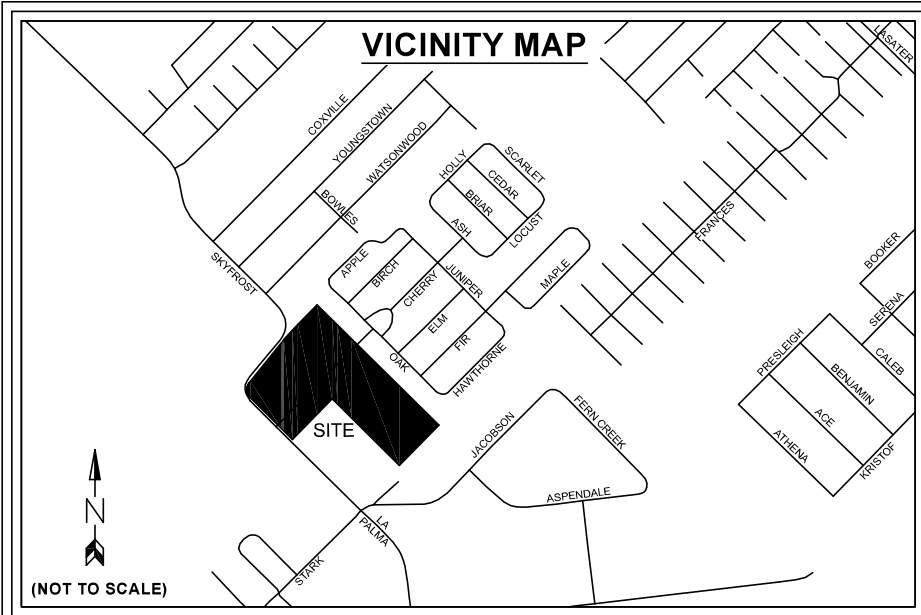 VICINITY MAP
LASATER
COXVILLE
YOUNGSTOWN
WATSONWOOD
BOWLES
HOLLY
SCARLET
CEDAR
BRIAR
ASH
LOCUST
FRANCES
SKYFROST
APPLE
BIRCH
CHERRY
JUNIPER
MAPLE
ELM
FIR
OAK
HAWTHORNE
BOOKER
SERENA
PRESLEIGH
CALEB
BENJAMIN
ACE
ATHENA
KRISTOF
SITE
JACOBSON
FERN CREEK
ASPENDALE
LA
PALMA
STARK
N
(NOT TO SCALE)